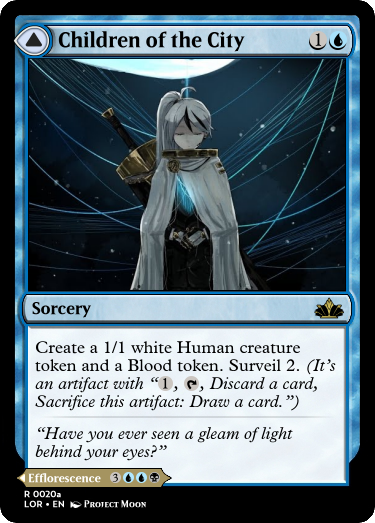 Children of the City 1
Sorcery
Create a 1/1 white Human creature
token and a Blood token. Surveil 2. (It's
an artifact with “1, Discard a card,
Sacrifice this artifact: Draw a card.”)
“Have you ever seen a gleam of light
behind your eyes?”
Efflorescence 3
R 0020a
LOR • EN Protect Moon